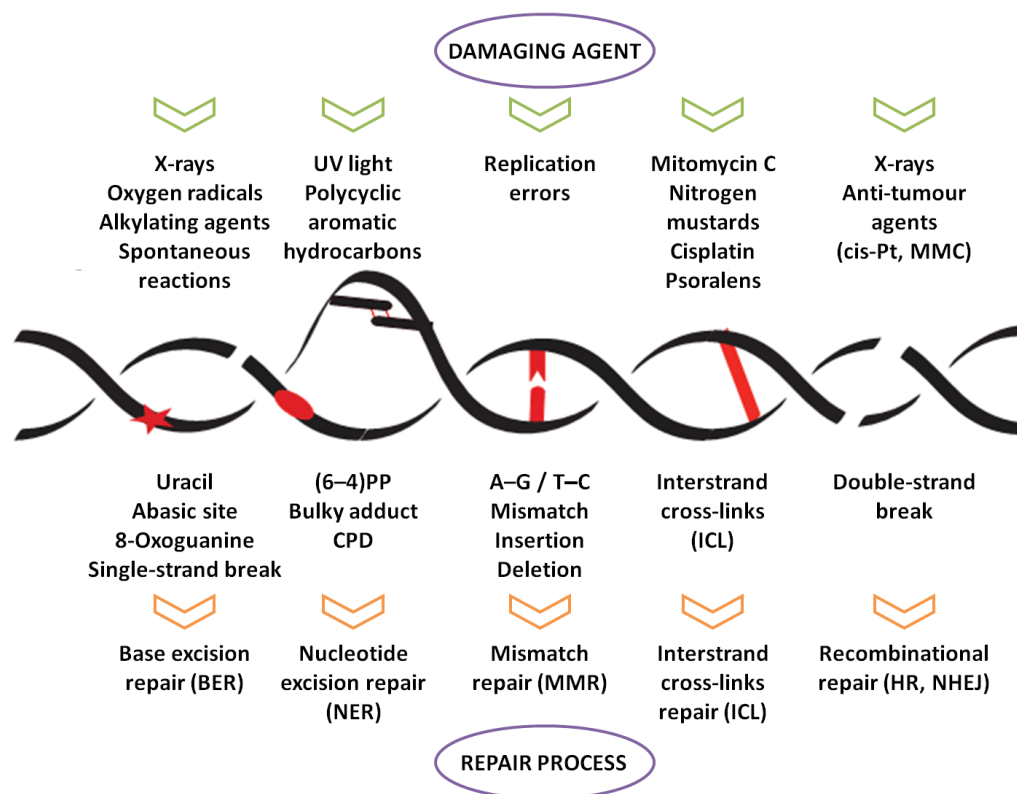 DAMAGING AGENT
X-rays
Oxygen radicals
Alkylating agents
Spontaneous
reactions
UV light
Polycyclic
aromatic
hydrocarbons
Replication
errors
Mitomycin C
Nitrogen
mustards
Cisplatin
Psoralens
X-rays
Anti-tumour
agents
(cis-Pt, MMC)
Uracil
Abasic site
8-Oxoguanine
Single-strand break
(6–4)PP
Bulky adduct
CPD
A–G / T–C
Mismatch
Insertion
Deletion
Interstrand
cross-links
(ICL)
Double-strand
break
Base excision
repair (BER)
Nucleotide
excision repair
(NER)
Mismatch
repair (MMR)
Interstrand
cross-links
repair (ICL)
Recombinational
repair (HR, NHEJ)
REPAIR PROCESS